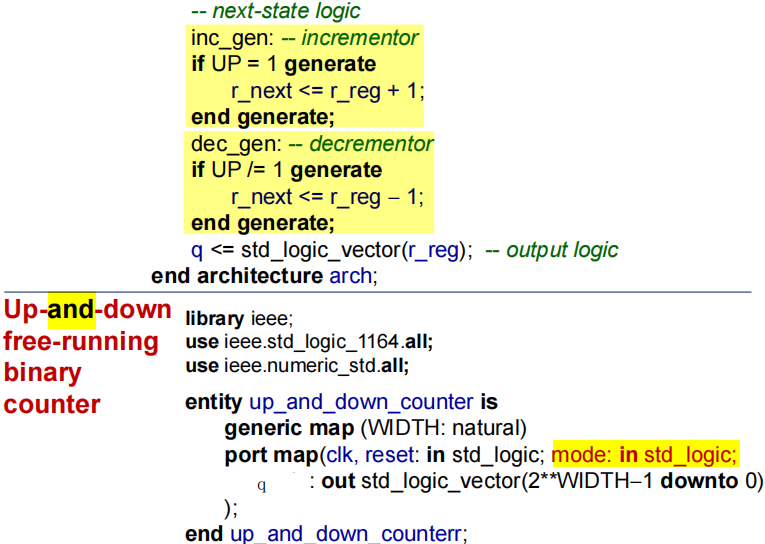 -- next-state logic
inc_gen: -- incrementor
if UP = 1 generate
r_next <= r_reg + 1;
end generate;
dec_gen: -- decrementor
if UP /= 1 generate
r_next <= r_reg − 1;
end generate;
q <= std_logic_vector(r_reg); -- output logic
end architecture arch;
Up-and-down
free-running
binary
counter
library ieee;
use ieee.std_logic_1164.all;
use ieee.numeric_std.all;
entity up_and_down_counter is
generic map (WIDTH: natural)
port map(clk, reset: in std_logic; mode: in std_logic;
q : out std_logic_vector(2**WIDTH−1 downto 0)
);
end up_and_down_counterr;